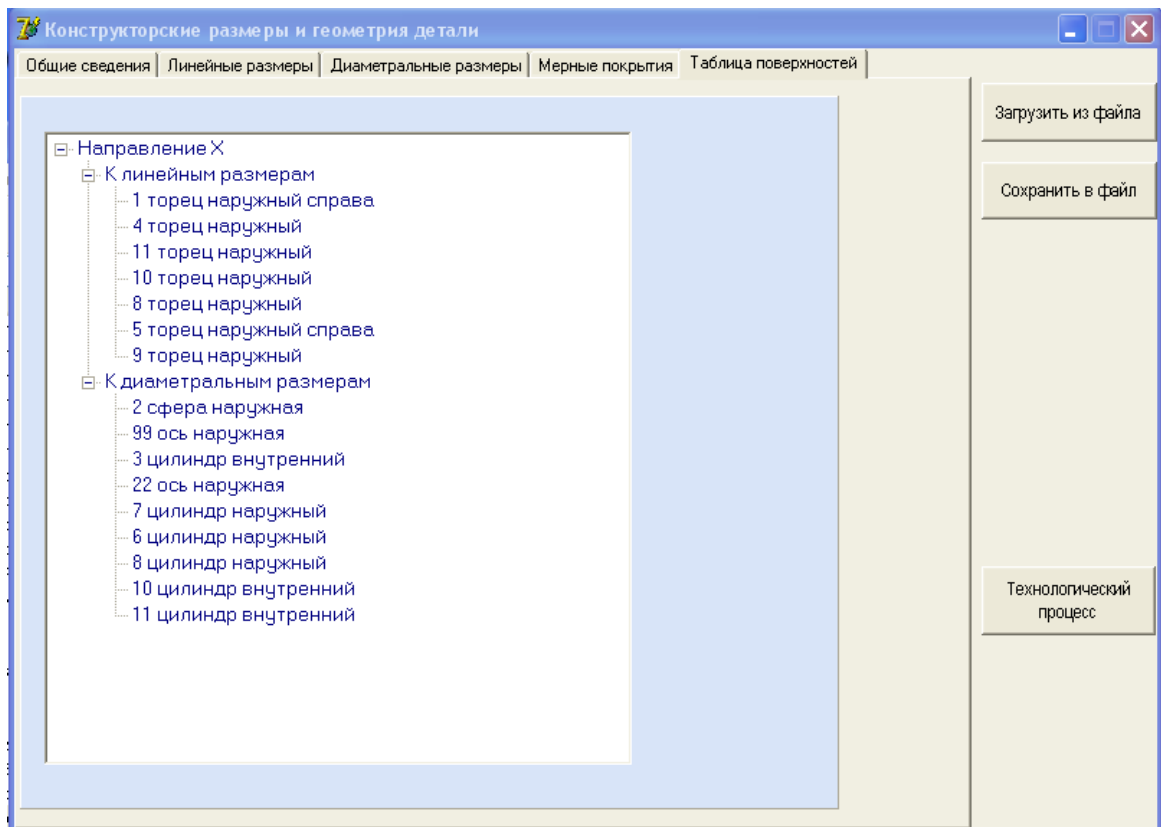 Конструкторские размеры и геометрия детали
Общие сведения Линейные размеры Диаметральные размеры Мерные покрытия Таблица поверхностей
Загрузить из файла
Сохранить в файл
Направление X
К линейным размерам
1 торец наружный справа
4 торец наружный
11 торец наружный
10 торец наружный
8 торец наружный
5 торец наружный справа
9 торец наружный
К диаметральным размерам
2 сфера наружная
99 ось наружная
3 цилиндр внутренний
22 ось наружная
7 цилиндр наружный
6 цилиндр наружный
8 цилиндр наружный
10 цилиндр внутренний
11 цилиндр внутренний
Технологический
процесс